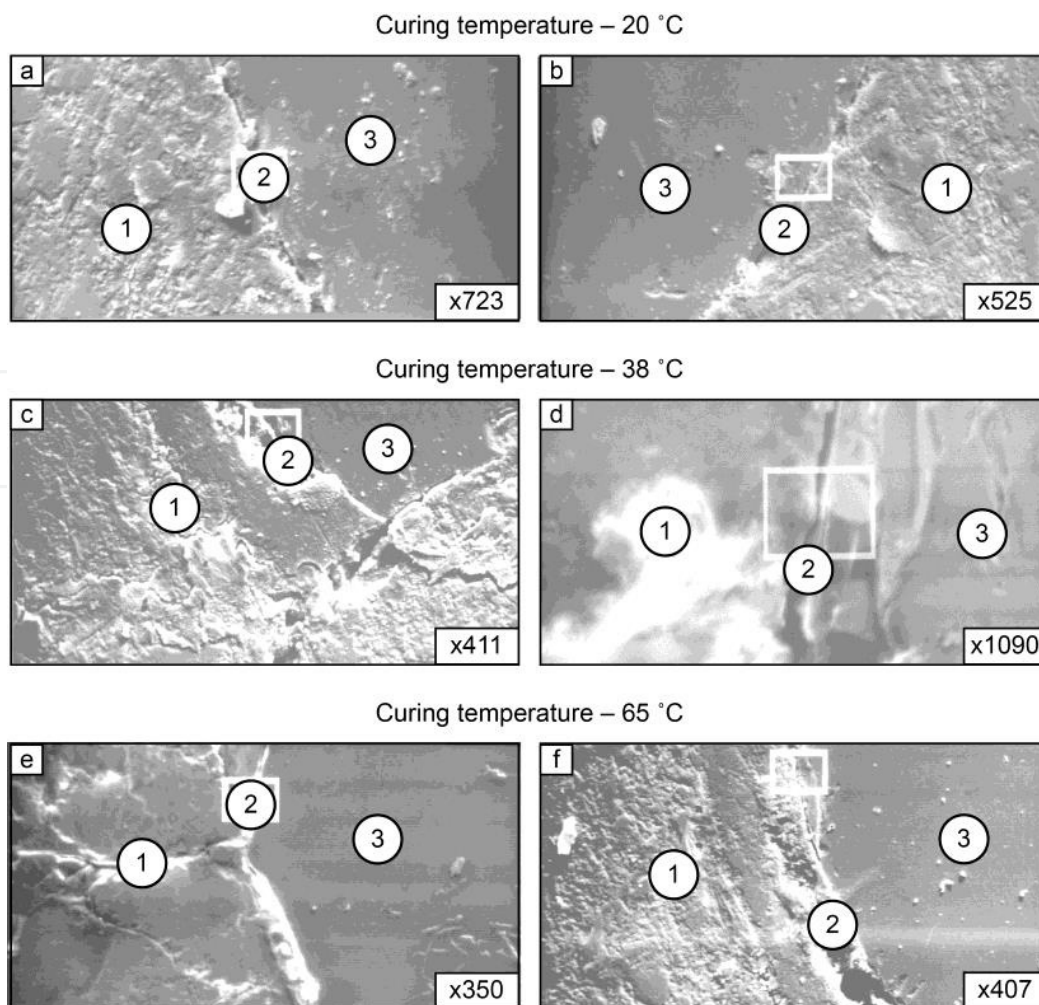 Curing temperature – 20 ˚C
a
b
3
2
1
3
1
2
x723
x525
Curing temperature – 38 ˚C
c
d
3
2
1
1
3
2
x411
x1090
Curing temperature – 65 ˚C
e
f
2
3
1
3
1
2
x350
x407